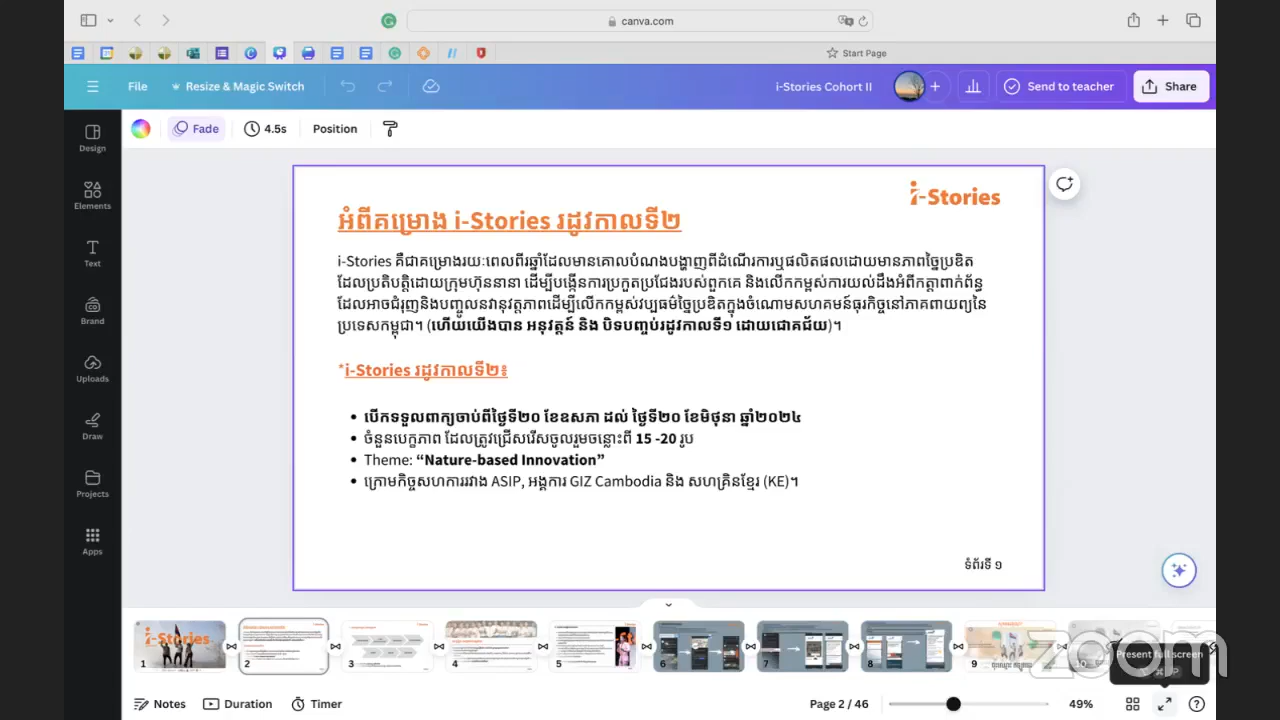 canva.com
Start Page
File
Resize & Magic Switch
i-Stories Cohort II
Send to teacher
Share
Fade
4.5s
Position
Design
Elements
Text
Brand
Uploads
Draw
Projects
Apps
i-Stories
អំពីគម្រោង i-Stories រដូវកាលទី២
i-Stories គឺជាគម្រោងរយៈពេលពីរឆ្នាំដែលមានគោលបំណងបង្ហាញពីដំណើរការឬផលិតផលដោយមានភាពច្នៃប្រឌិត
ដែលប្រតិបត្តិដោយក្រុមហ៊ុននានា ដើម្បីបង្កើនការប្រកួតប្រជែងរបស់ពួកគេ និងលើកកម្ពស់ការយល់ដឹងអំពីកត្តាពាក់ព័ន្ធ
ដែលអាចជំរុញនិងបញ្ចូលនវានុវត្តភាពដើម្បីលើកកម្ពស់វប្បធម៍ច្នៃប្រឌិតក្នុងចំណោមសហគមន៍ធុរកិច្ចនៅភាគពាយព្យនៃ
ប្រទេសកម្ពុជា។ (ហើយយើងបាន អនុវត្តន៍ និង បិទបញ្ចប់រដូវកាលទី១ ដោយជោគជ័យ)។
*i-Stories រដូវកាលទី២៖
• បើកទទួលពាក្យចាប់ពីថ្ងៃទី២០ ខែឧសភា ដល់ ថ្ងៃទី២០ ខែមិថុនា ឆ្នាំ២០២៤
• ចំនួនបេក្ខភាព ដែលត្រូវជ្រើសរើសចូលរួមចន្លោះពី 15 -20 រូប
• Theme: “Nature-based Innovation”
• ក្រោមកិច្ចសហការរវាង ASIP, អង្គការ GIZ Cambodia និង សហគ្រិនខ្មែរ (KE)។
ទំព័រទី ១
i-Stories
1
2
3
4
5
6
7
8
9
10
Present full screen
zoom
Notes
Duration
Timer
Page 2 / 46
49%